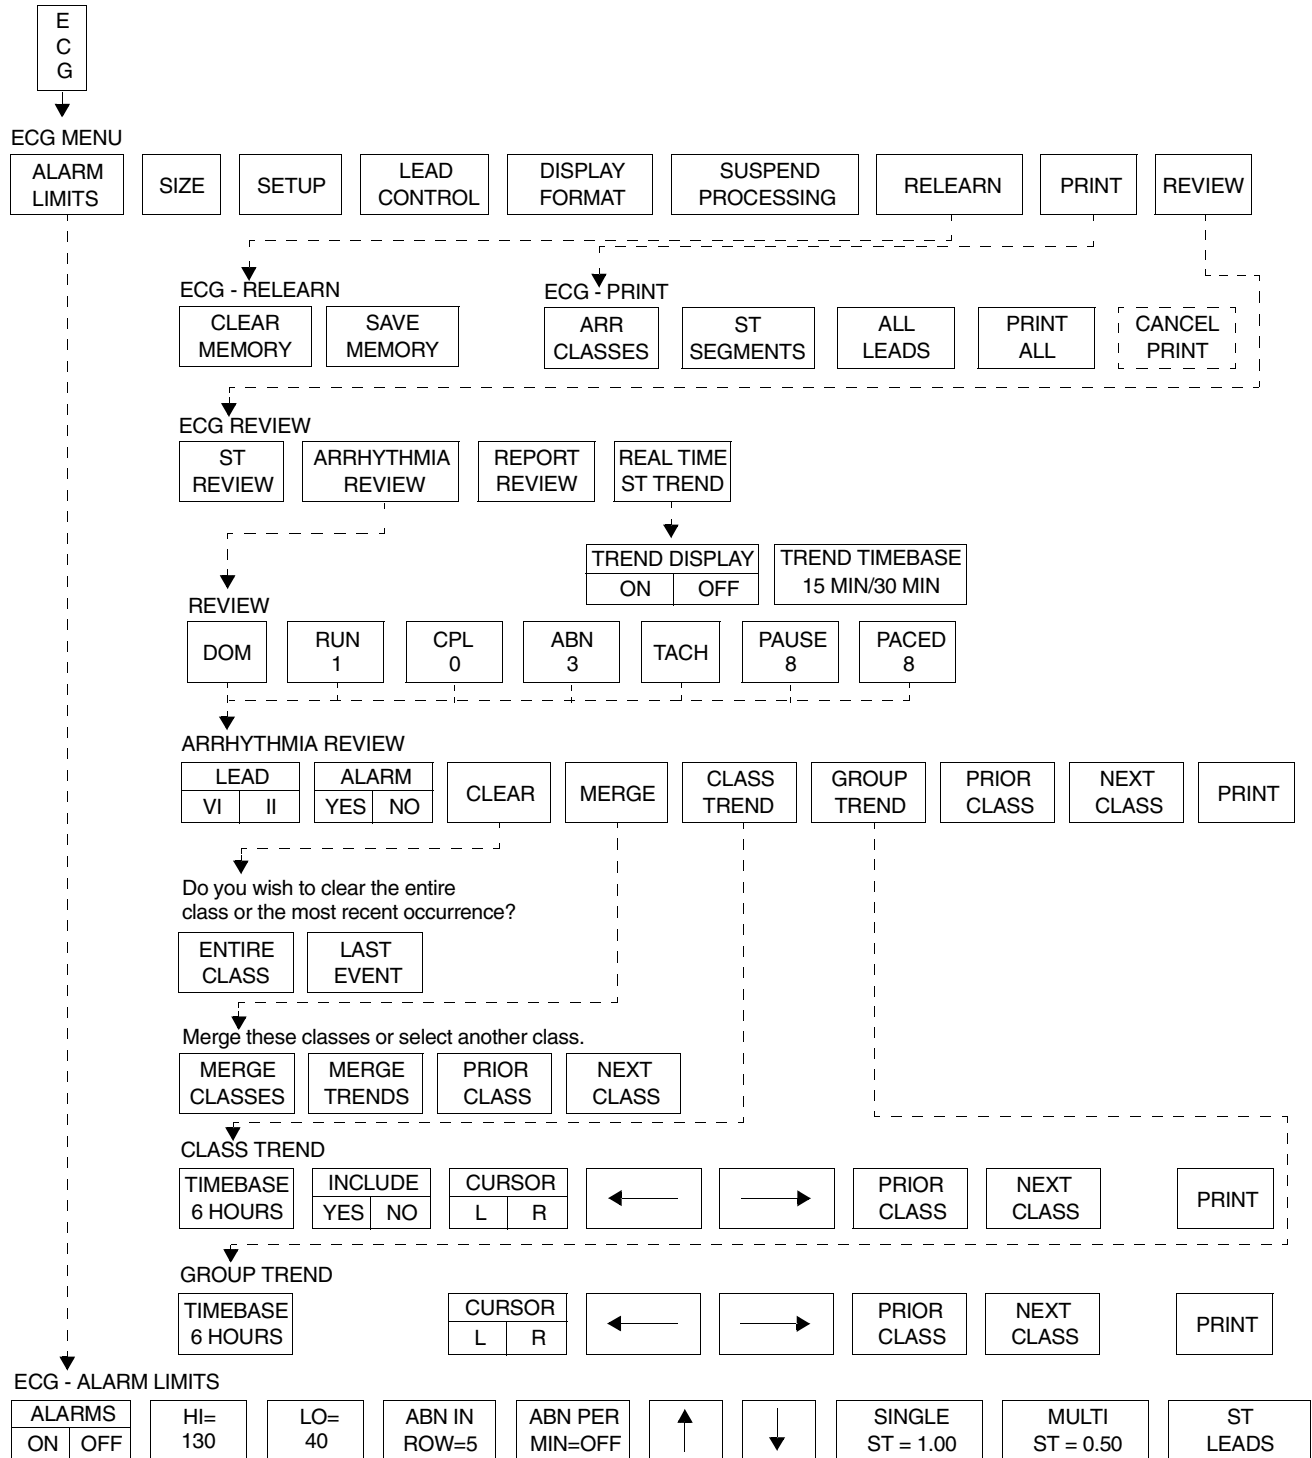 E
C
G
ECG MENU
ALARM
LIMITS
SIZE
SETUP
LEAD
CONTROL
DISPLAY
FORMAT
SUSPEND
PROCESSING
RELEARN
PRINT
REVIEW
ECG - RELEARN
CLEAR
MEMORY
SAVE
MEMORY
ECG - PRINT
ARR
CLASSES
ST
SEGMENTS
ALL
LEADS
PRINT
ALL
CANCEL
PRINT
ECG REVIEW
ST
REVIEW
ARRHYTHMIA
REVIEW
REPORT
REVIEW
REAL TIME
ST TREND
TREND DISPLAY
ON OFF
TREND TIMEBASE
15 MIN/30 MIN
REVIEW
DOM
RUN
1
CPL
0
ABN
3
TACH
PAUSE
8
PACED
8
ARRHYTHMIA REVIEW
LEAD
VI II
ALARM
YES NO
CLEAR
MERGE
CLASS
TREND
GROUP
TREND
PRIOR
CLASS
NEXT
CLASS
PRINT
Do you wish to clear the entire
class or the most recent occurrence?
ENTIRE
CLASS
LAST
EVENT
Merge these classes or select another class.
MERGE
CLASSES
MERGE
TRENDS
PRIOR
CLASS
NEXT
CLASS
CLASS TREND
TIMEBASE
6 HOURS
INCLUDE
YES NO
CURSOR
L R
PRIOR
CLASS
NEXT
CLASS
PRINT
GROUP TREND
TIMEBASE
6 HOURS
CURSOR
L R
PRIOR
CLASS
NEXT
CLASS
PRINT
ECG - ALARM LIMITS
ALARMS
ON OFF
HI=
130
LO=
40
ABN IN
ROW=5
ABN PER
MIN=OFF
SINGLE
ST = 1.00
MULTI
ST = 0.50
ST
LEADS